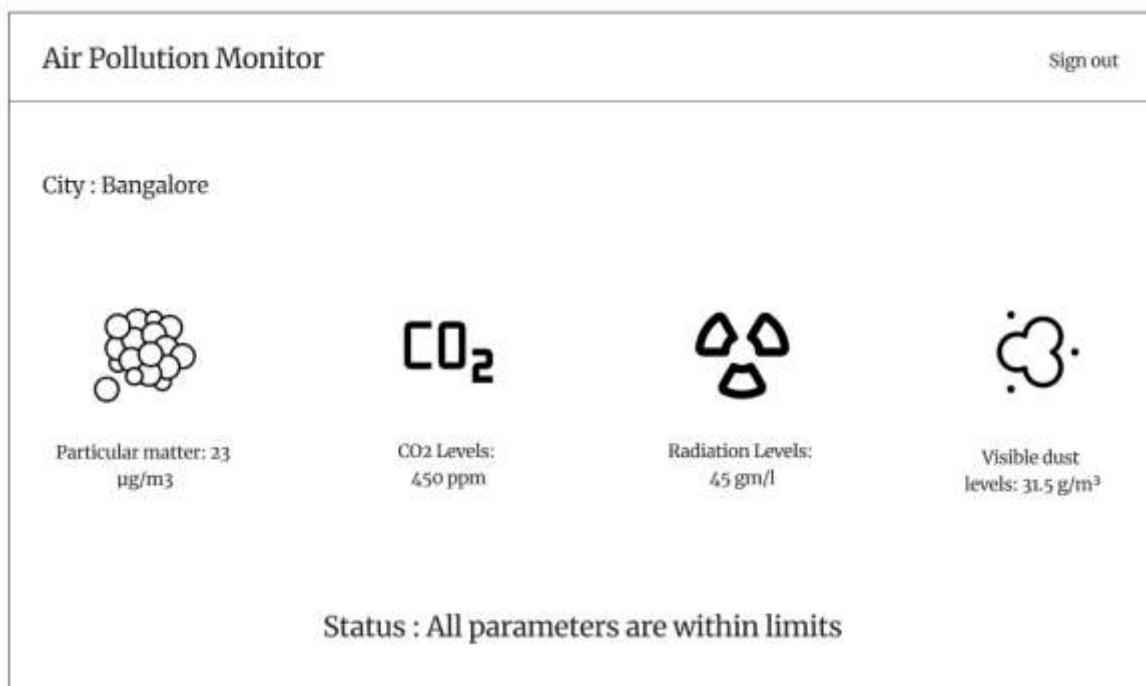 Air Pollution Monitor
Sign out
City : Bangalore
CO2
Particular matter: 23
µg/m3
CO2 Levels:
450 ppm
Radiation Levels:
45 gm/l
Visible dust
levels: 31.5 g/m³
Status : All parameters are within limits